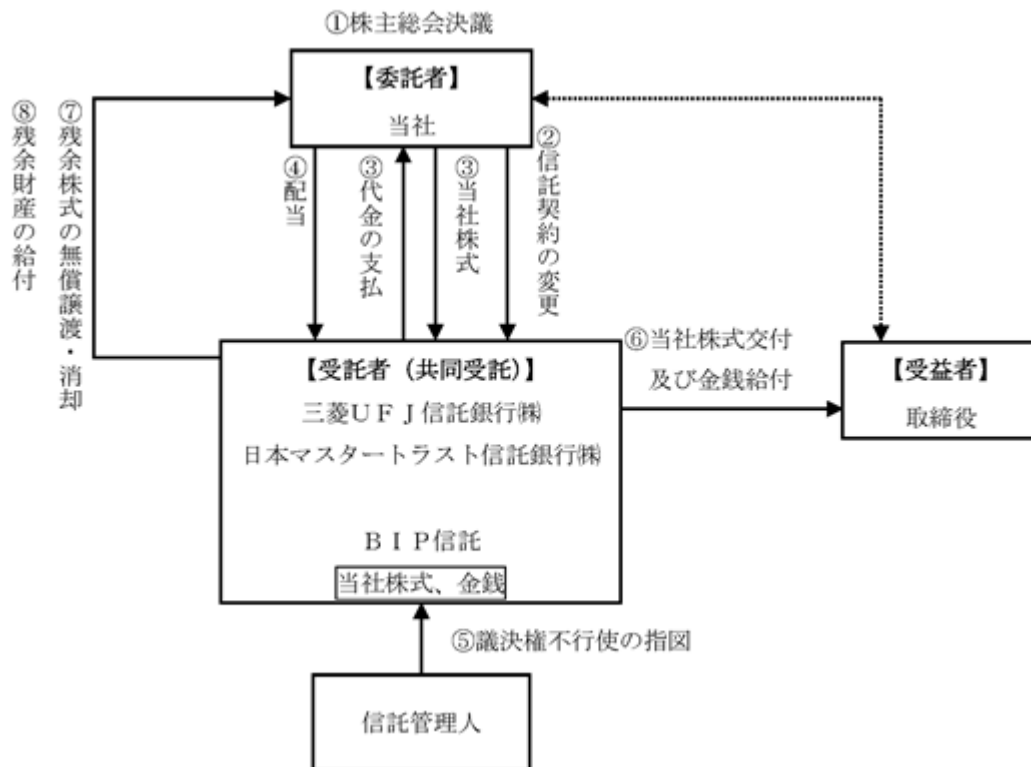 ①株主総会決議
【委託者】
当社
⑧残余財産の給付
⑦残余株式の無償譲渡・消却
④配当
③代金の支払
③当社株式
②信託契約の変更
⑥当社株式交付
及び金銭給付
【受託者（共同受託）】
三菱ＵＦＪ信託銀行㈱
日本マスタートラスト信託銀行㈱
ＢＩＰ信託
当社株式、金銭
【受益者】
取締役
⑤議決権不行使の指図
信託管理人